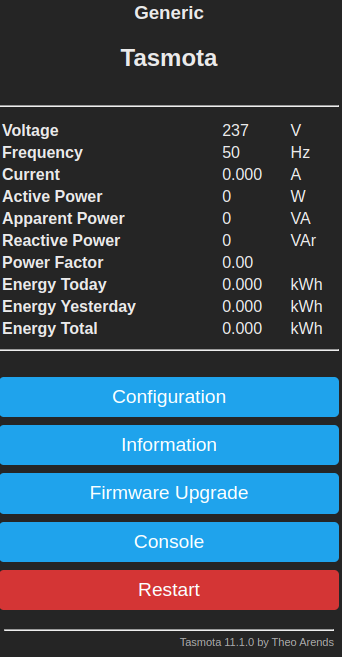 Generic
Tasmota
Voltage 237 V
Frequency 50 Hz
Current 0.000 A
Active Power 0 W
Apparent Power 0 VA
Reactive Power 0 VAr
Power Factor 0.00
Energy Today 0.000 kWh
Energy Yesterday 0.000 kWh
Energy Total 0.000 kWh
Configuration
Information
Firmware Upgrade
Console
Restart
Tasmota 11.1.0 by Theo Arends